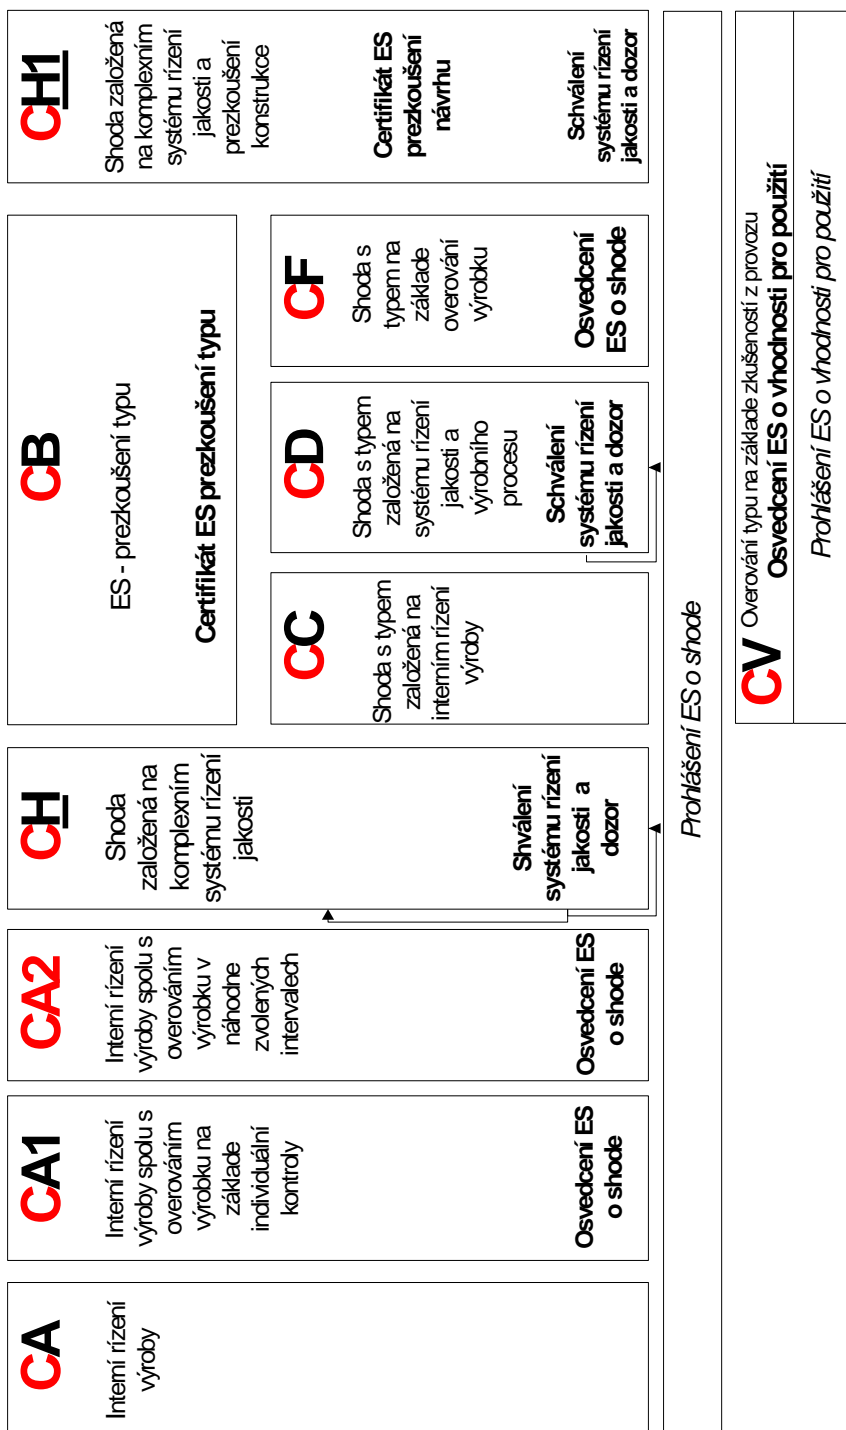 CA
Interní rízení
výroby
CA1
Interní rízení
výroby spolu s
overováním
výrobku na
základe
individuální
kontroly
Osvedcení ES
o shode
CA2
Interní rízení
výroby spolu s
overováním
výrobku v
náhodne
zvolených
intervalech
Osvedcení ES
o shode
CH
Shoda
založená na
komplexním
systému rízení
jakosti
Shválení
systému rízení
jakosti a
dozor
CB
ES - prezkoušení typu
Certifikát ES prezkoušení typu
CC
Shoda s typem
založená na
interním rízení
výroby
CD
Shoda s typem
založená na
systému rízení
jakosti a
výrobního
procesu
Schválení
systému rízení
jakosti a dozor
CF
Shoda s
typem na
základe
overování
výrobku
Osvedcení
ES o shode
CH1
Shoda založená
na komplexním
systému rízení
jakosti a
prezkoušení
konstrukce
Certifikát ES
prezkoušení
návrhu
Schválení
systému rízení
jakosti a dozor
Prohlášení ES o shode
CV Overování typu na základe zkušeností z provozu
Osvedcení ES o vhodnosti pro použití
Prohlášení ES o vhodnosti pro použití